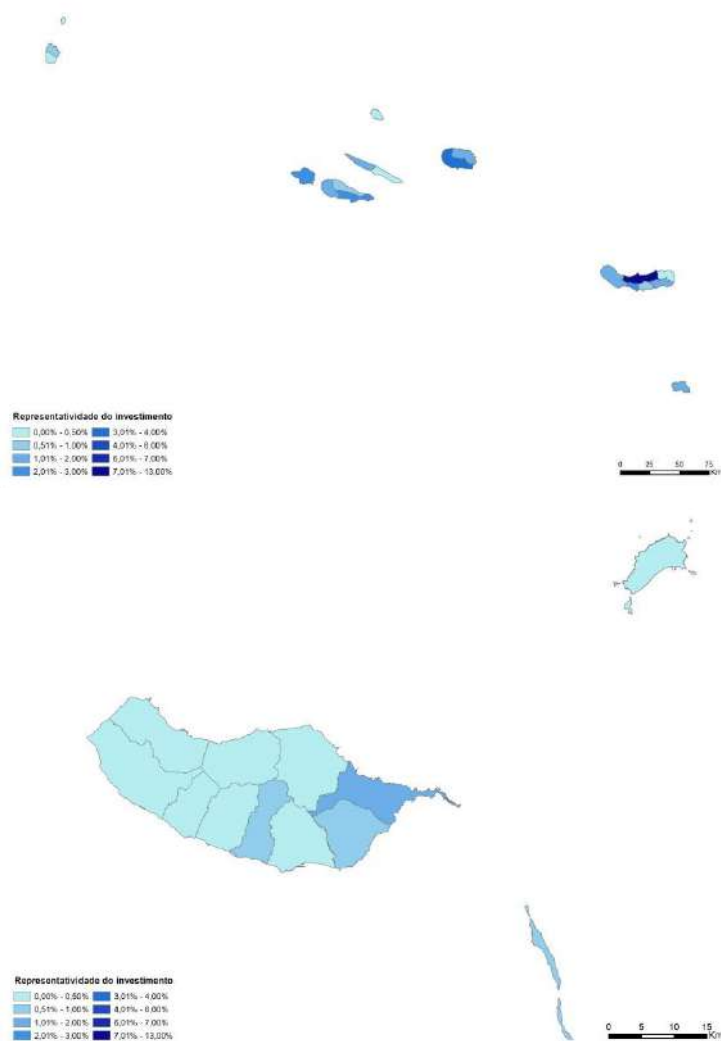 Representatividade do investimento
0,00% - 0,50% 3,01% - 4,00%
0,51% - 1,00% 4,01% - 6,00%
1,01% - 2,00% 6,01% - 7,00%
2,01% - 3,00% 7,01% - 13,00%
0 25 50 75
Km
Representatividade do investimento
0,00% - 0,50% 3,01% - 4,00%
0,51% - 1,00% 4,01% - 6,00%
1,01% - 2,00% 6,01% - 7,00%
2,01% - 3,00% 7,01% - 13,00%
0 5 10 15
Km